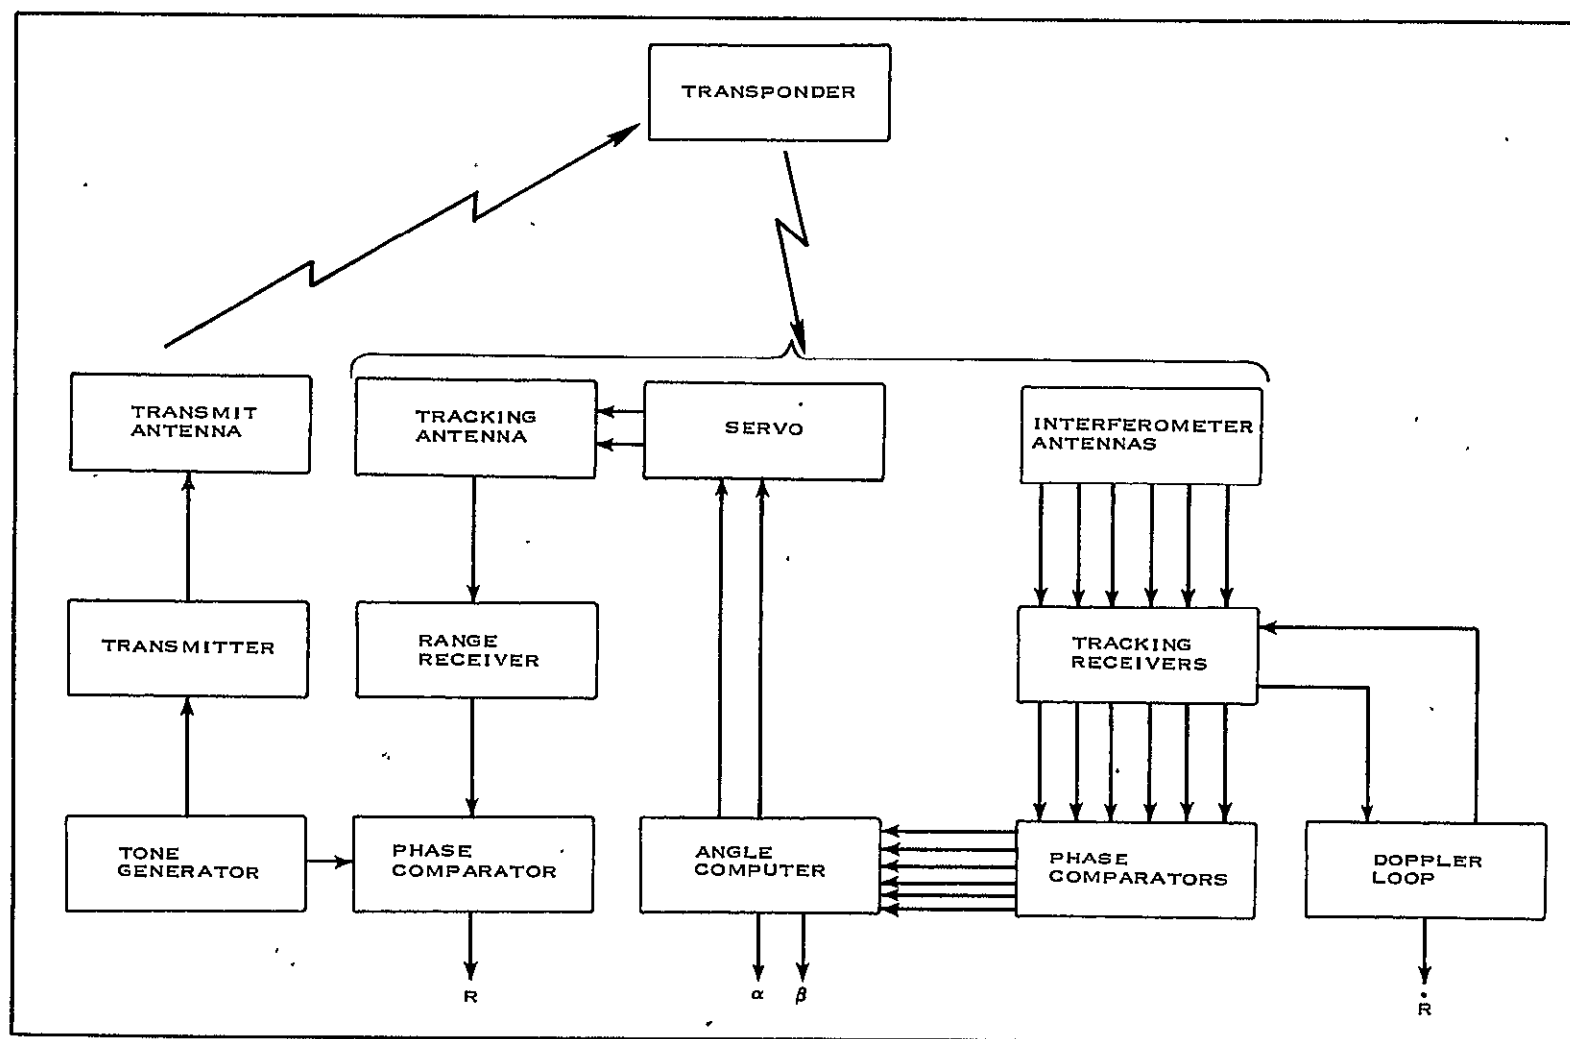 TRANSPONDER
TRANSMIT
ANTENNA
TRACKING
ANTENNA
SERVO
INTERFEROMETER
ANTENNAS
TRANSMITTER
RANGE
RECEIVER
TRACKING
RECEIVERS
TONE
GENERATOR
PHASE
COMPARATOR
ANGLE
COMPUTER
PHASE
COMPARATORS
DOPPLER
LOOP
R
α
β
Ṙ